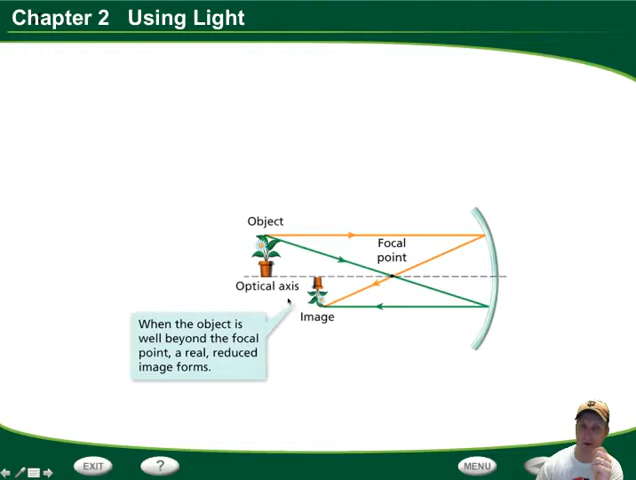 Chapter 2 Using Light
Object
Focal
point
Optical axis
Image
When the object is
well beyond the focal
point, a real, reduced
image forms.
EXIT
?
MENU